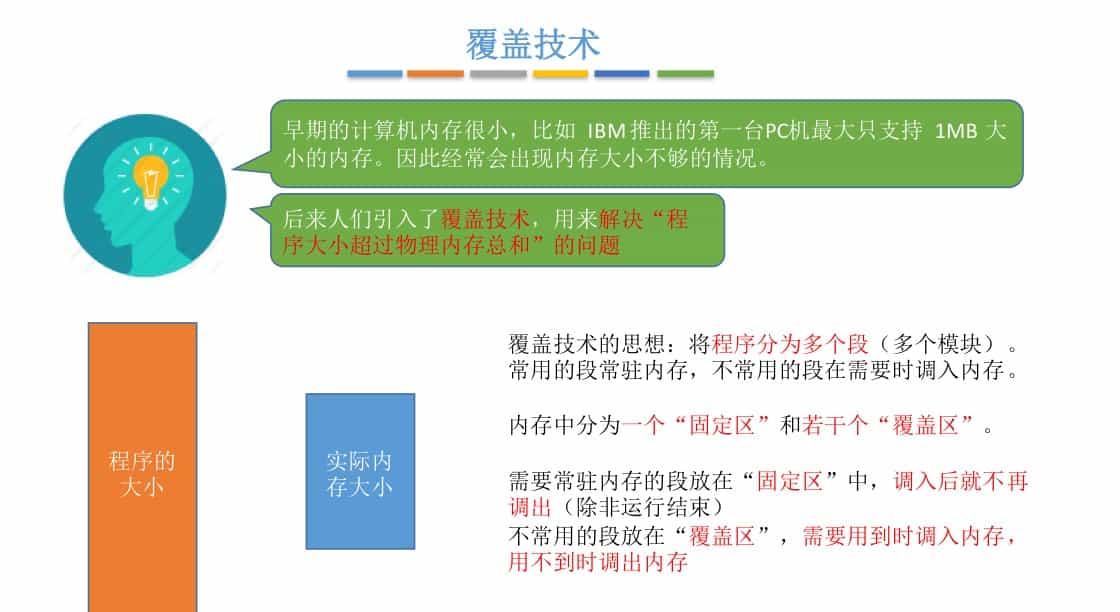 覆盖技术
早期的计算机内存很小，比如 IBM 推出的第一台PC机最大只支持 1MB 大
小的内存。因此经常会出现内存大小不够的情况。
后来人们引入了覆盖技术，用来解决“程
序大小超过物理内存总和”的问题
程序的
大小
实际内
存大小
覆盖技术的思想：将程序分为多个段（多个模块）。
常用的段常驻内存，不常用的段在需要时调入内存。
内存中分为一个“固定区”和若干个“覆盖区”。
需要常驻内存的段放在“固定区”中，调入后就不再
调出（除非运行结束）
不常用的段放在“覆盖区”，需要用到时调入内存，
用不到时调出内存